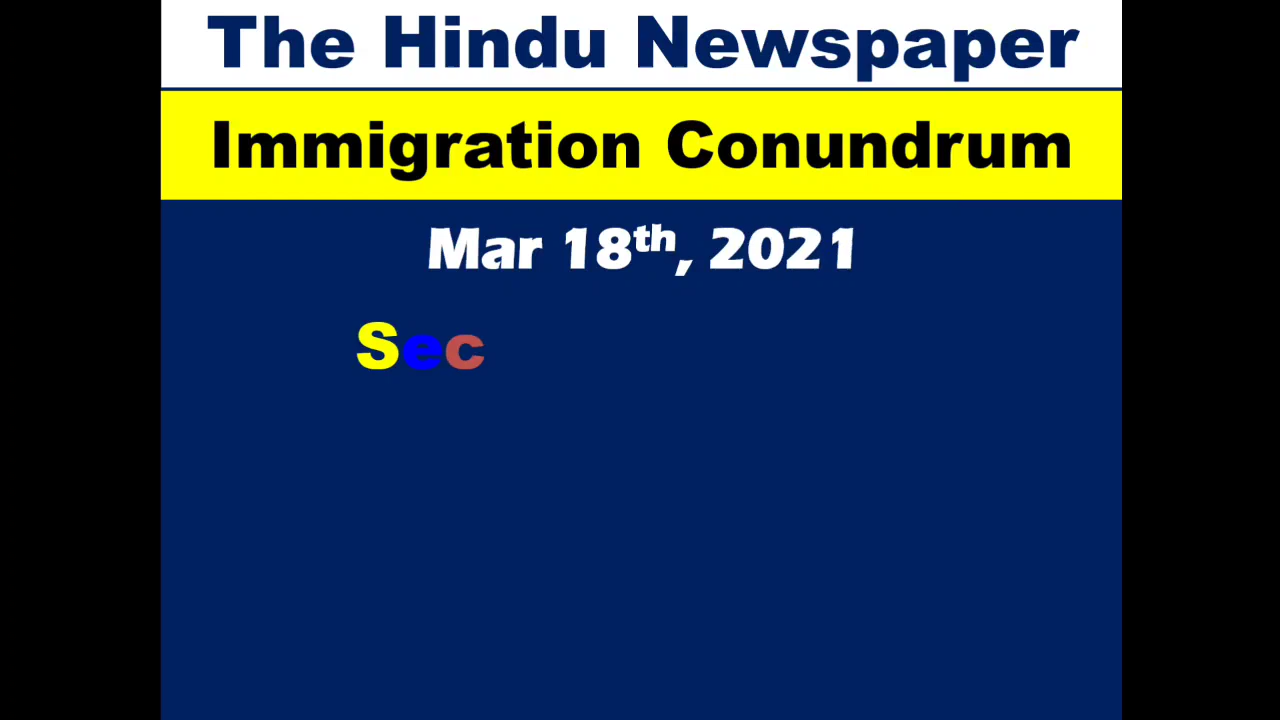 The Hindu Newspaper
Immigration Conundrum
Mar 18th, 2021
Sec